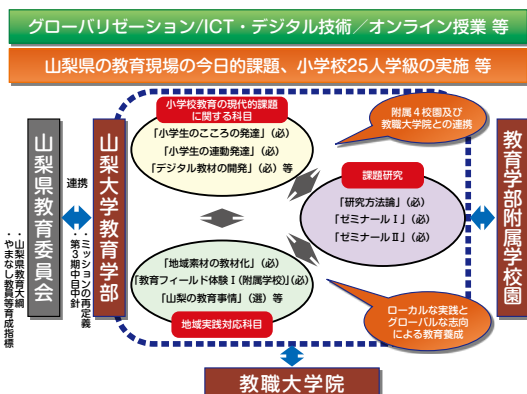 グローバリゼーション/ICT・デジタル技術／オンライン授業 等
山梨県の教育現場の今日的課題、小学校25人学級の実施 等
小学校教育の現代的課題
に関する科目
「小学生のこころの発達」（必）
「小学生の運動発達」（必）
「デジタル教材の開発」（必）等
附属４校園及び
教職大学院との連携
山梨県教育委員会
・山梨県教育大綱
・やまなし教員等育成指標
連携
山梨大学教育学部
・ミッションの再定義
・第3期中目中計
課題研究
「研究方法論」（必）
「ゼミナールⅠ」（必）
「ゼミナールⅡ」（必）
教育学部附属学校園
「地域素材の教材化」（必）
「教育フィールド体験Ⅰ（附属学校）」（必）
「山梨の教育事情」（選）等
地域実践対応科目
ローカルな実践と
グローバルな志向
による教育養成
教職大学院